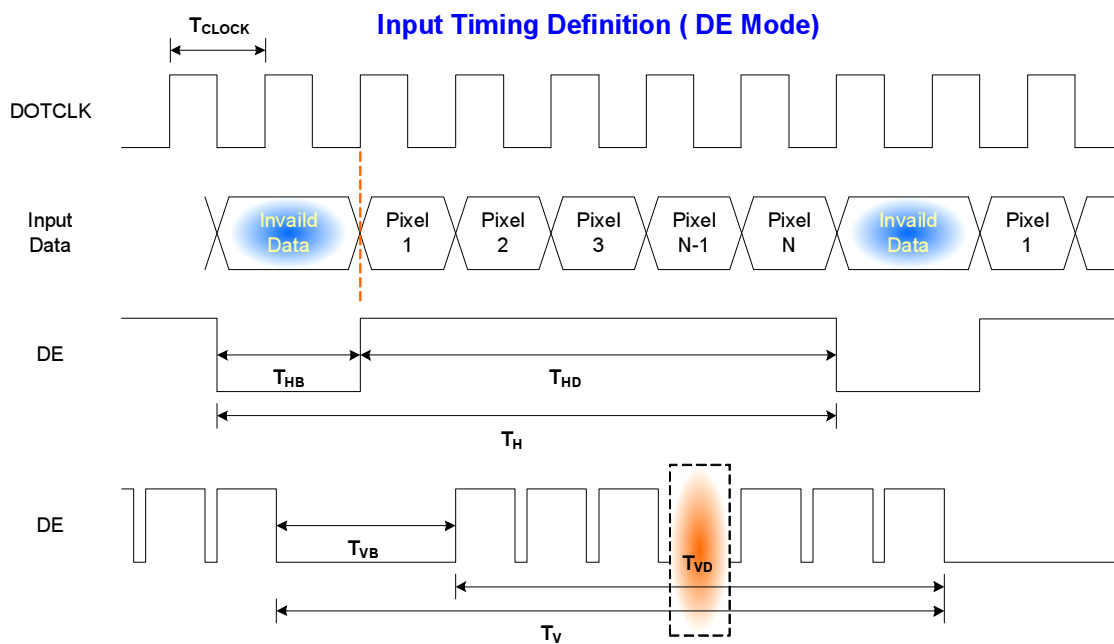 Input Timing Definition ( DE Mode)
TCLOCK
DOTCLK
Input
Data
Invaild
Data
Pixel
1
Pixel
2
Pixel
3
Pixel
N-1
Pixel
N
Invaild
Data
Pixel
1
DE
THB
THD
TH
DE
TVB
TVD
TV